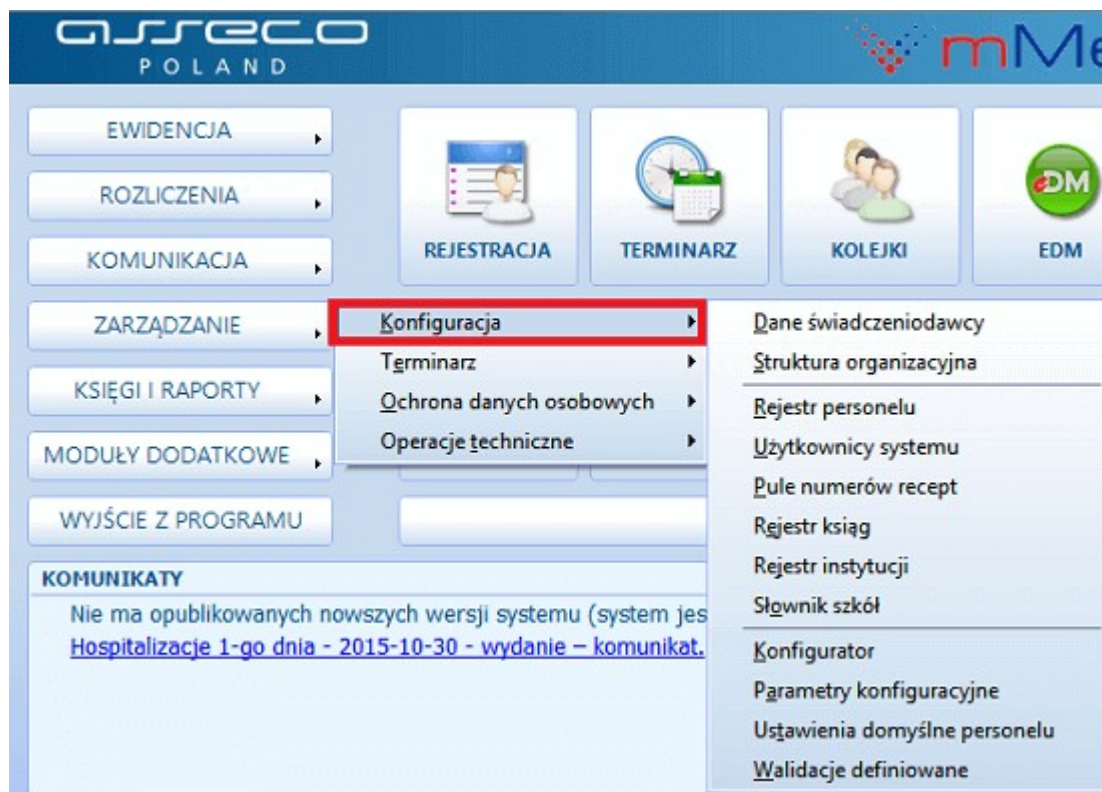 asseco
POLAND
mMe
EWIDENCJA
ROZLICZENIA
KOMUNIKACJA
ZARZĄDZANIE
KSIĘGI I RAPORTY
MODUŁY DODATKOWE
WYJŚCIE Z PROGRAMU
REJESTRACJA
TERMINARZ
KOLEJKI
eDM
EDM
Konfiguracja
Terminarz
Ochrona danych osobowych
Operacje techniczne
Dane świadczeniodawcy
Struktura organizacyjna
Rejestr personelu
Użytkownicy systemu
Pule numerów recept
Rejestr ksiąg
Rejestr instytucji
Słownik szkół
Konfigurator
Parametry konfiguracyjne
Ustawienia domyślne personelu
Walidacje definiowane
KOMUNIKATY
Nie ma opublikowanych nowszych wersji systemu (system jes
Hospitalizacje 1-go dnia - 2015-10-30 - wydanie – komunikat.